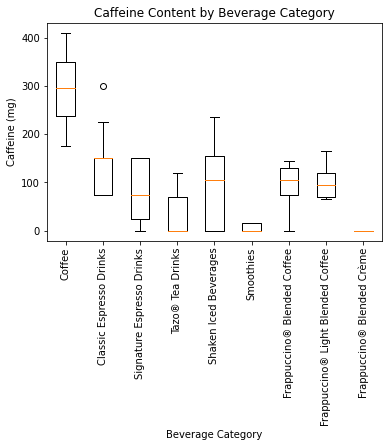 Caffeine Content by Beverage Category
Caffeine (mg)
400
300
200
100
0
Coffee
Classic Espresso Drinks
Signature Espresso Drinks
Tazo® Tea Drinks
Shaken Iced Beverages
Smoothies
Frappuccino® Blended Coffee
Frappuccino® Light Blended Coffee
Frappuccino® Blended Crème
Beverage Category